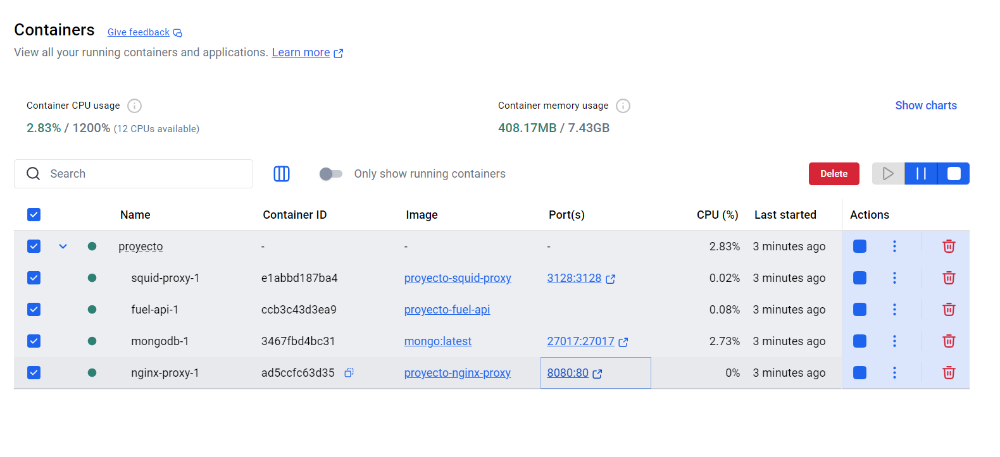 Containers Give feedback
View all your running containers and applications. Learn more
Container CPU usage
2.83% / 1200% (12 CPUs available)
Container memory usage
408.17MB / 7.43GB
Show charts
Search
Only show running containers
Delete
Name Container ID Image Port(s) CPU (%) Last started Actions
proyecto - - - 2.83% 3 minutes ago
squid-proxy-1 e1abbd187ba4 proyecto-squid-proxy 3128:3128 0.02% 3 minutes ago
fuel-api-1 ccb3c43d3ea9 proyecto-fuel-api 0.08% 3 minutes ago
mongodb-1 3467fbd4bc31 mongo:latest 27017:27017 2.73% 3 minutes ago
nginx-proxy-1 ad5ccfc63d35 proyecto-nginx-proxy 8080:80 0% 3 minutes ago